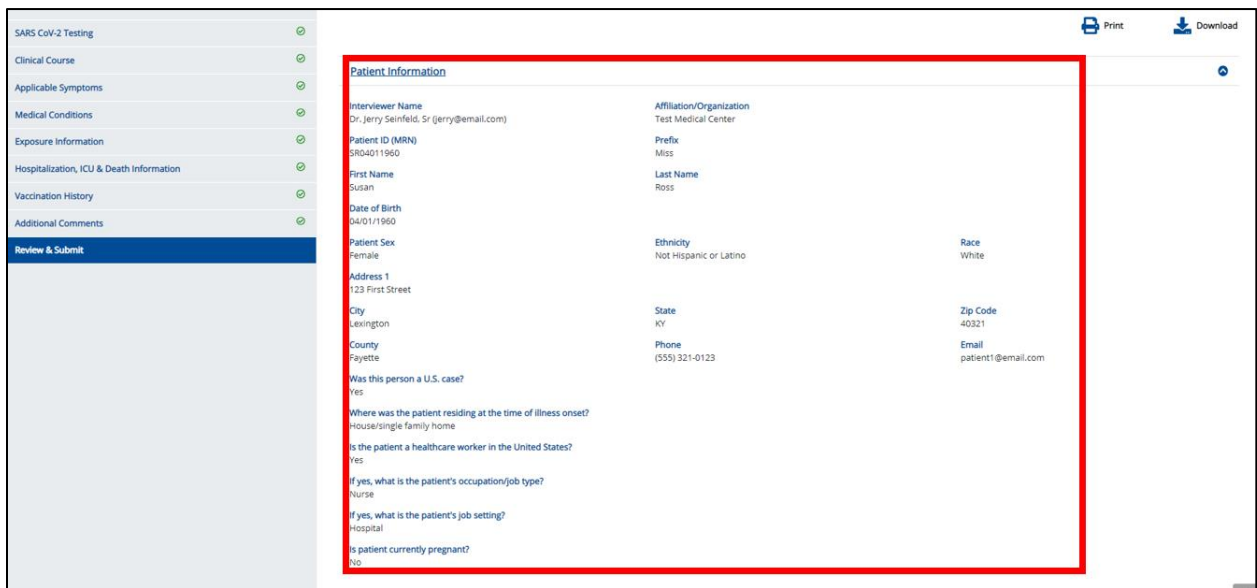 SARS CoV-2 Testing
Clinical Course
Applicable Symptoms
Medical Conditions
Exposure Information
Hospitalization, ICU & Death Information
Vaccination History
Additional Comments
Review & Submit
Print Download
Patient Information
Interviewer Name Affiliation/Organization
Dr. Jerry Seinfeld, Sr (jerry@email.com) Test Medical Center
Patient ID (MRN) Prefix
SR04011960 Miss
First Name Last Name
Susan Ross
Date of Birth
04/01/1960
Patient Sex Ethnicity Race
Female Not Hispanic or Latino White
Address 1
123 First Street
City State Zip Code
Lexington KY 40321
County Phone Email
Fayette (555) 321-0123 patient1@email.com
Was this person a U.S. case?
Yes
Where was the patient residing at the time of illness onset?
House/single family home
Is the patient a healthcare worker in the United States?
Yes
If yes, what is the patient's occupation/job type?
Nurse
If yes, what is the patient's job setting?
Hospital
Is patient currently pregnant?
No